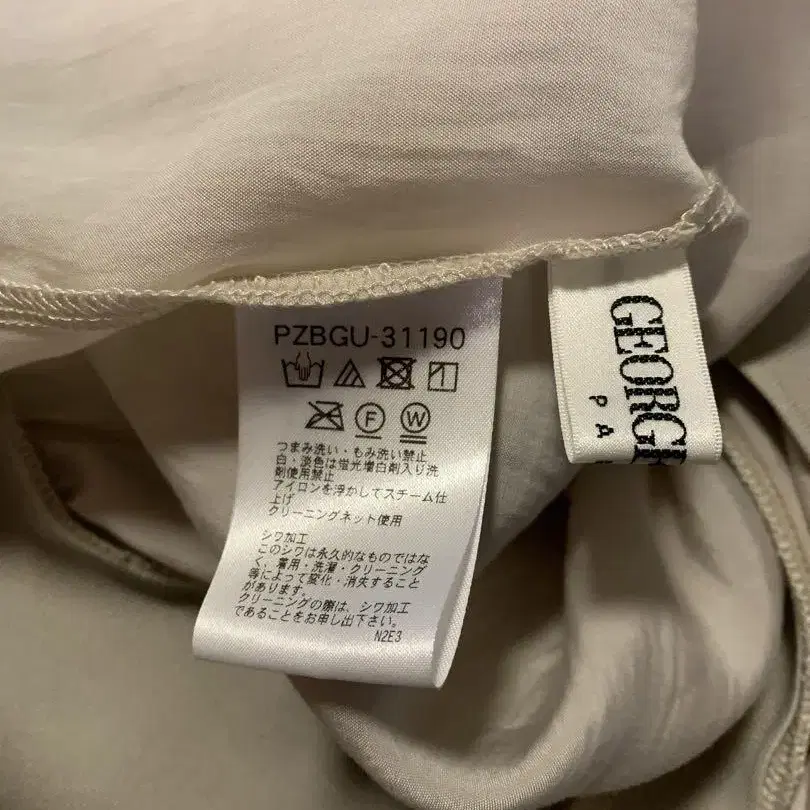 PZBGU-31190
F W
つまみ洗い・もみ洗い禁止
白・淡色は蛍光増白剤入り洗
剤使用禁止
アイロンを浮かしてスチーム仕
上げ
クリーニングネット使用
シワ加工
このシワは永久的なものではな
く、着用・洗濯・クリーニング
等によって変化・消失すること
があります。
クリーニングの際は、シワ加工
であることをお申し出下さい。
N2E3
GEORGE
PA